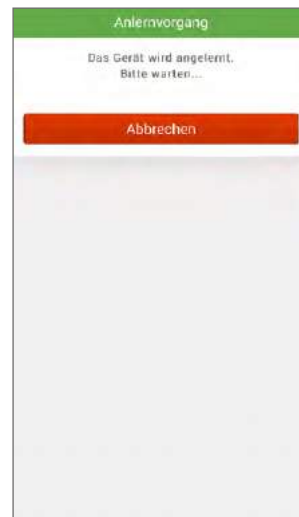 Anlernvorgang
Das Gerät wird angelernt.
Bitte warten...
Abbrechen